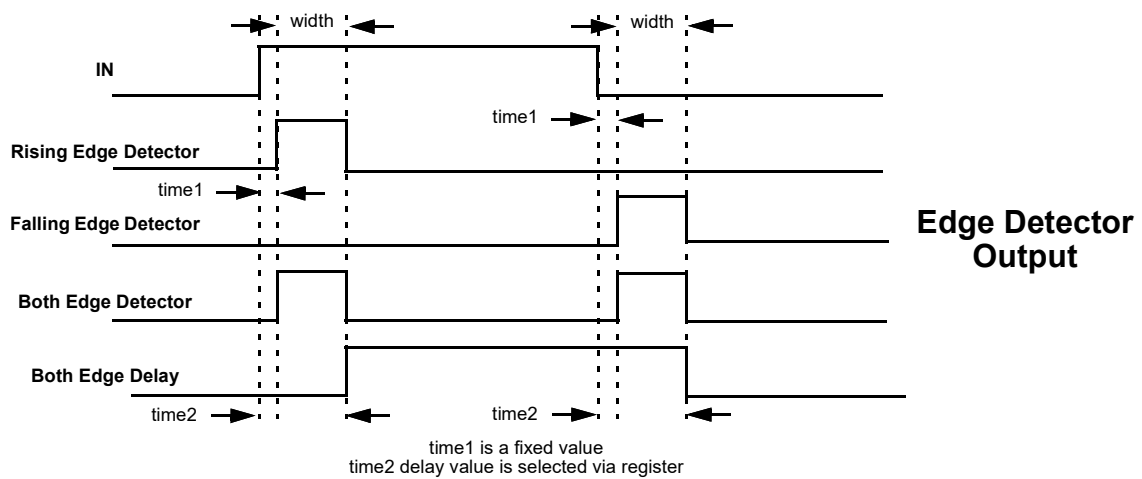 width
width
IN
time1
Rising Edge Detector
time1
Falling Edge Detector
Edge Detector
Output
Both Edge Detector
Both Edge Delay
time2
time2
time1 is a fixed value
time2 delay value is selected via register